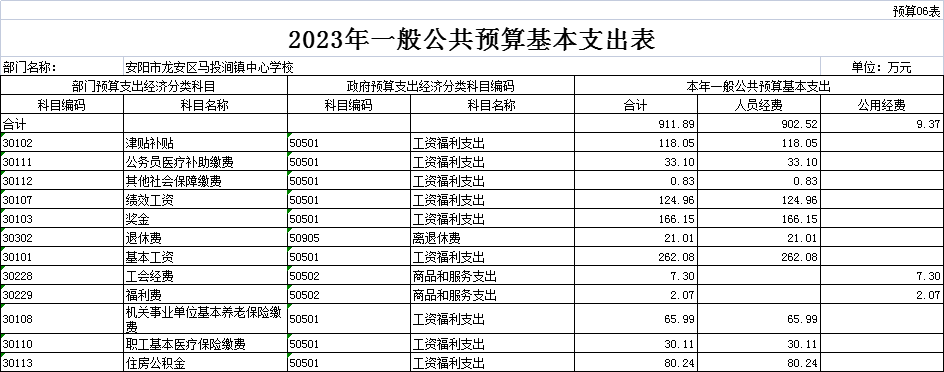 预算06表
2023年一般公共预算基本支出表
部门名称: 安阳市龙安区马投涧镇中心学校 单位: 万元
部门预算支出经济分类科目 政府预算支出经济分类科目编码 本年一般公共预算基本支出
科目编码 科目名称 科目编码 科目名称 合计 人员经费 公用经费
合计 911.89 902.52 9.37
30102 津贴补贴 50501 工资福利支出 118.05 118.05
30111 公务员医疗补助缴费 50501 工资福利支出 33.10 33.10
30112 其他社会保障缴费 50501 工资福利支出 0.83 0.83
30107 绩效工资 50501 工资福利支出 124.96 124.96
30103 奖金 50501 工资福利支出 166.15 166.15
30302 退休费 50905 离退休费 21.01 21.01
30101 基本工资 50501 工资福利支出 262.08 262.08
30228 工会经费 50502 商品和服务支出 7.30 7.30
30229 福利费 50502 商品和服务支出 2.07 2.07
30108 机关事业单位基本养老保险缴
费 50501 工资福利支出 65.99 65.99
30110 职工基本医疗保险缴费 50501 工资福利支出 30.11 30.11
30113 住房公积金 50501 工资福利支出 80.24 80.24